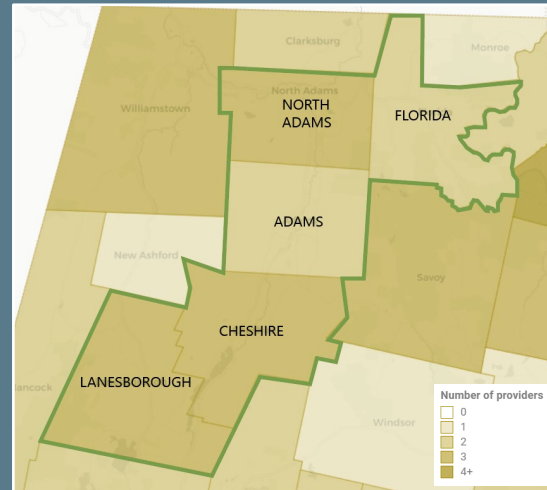 Clarksburg
Monroe
North Adams
Williamstown
NORTH
ADAMS
FLORIDA
ADAMS
New Ashford
Savoy
CHESHIRE
LANESBOROUGH
ancock
Windsor
Number of providers
0
1
2
3
4+